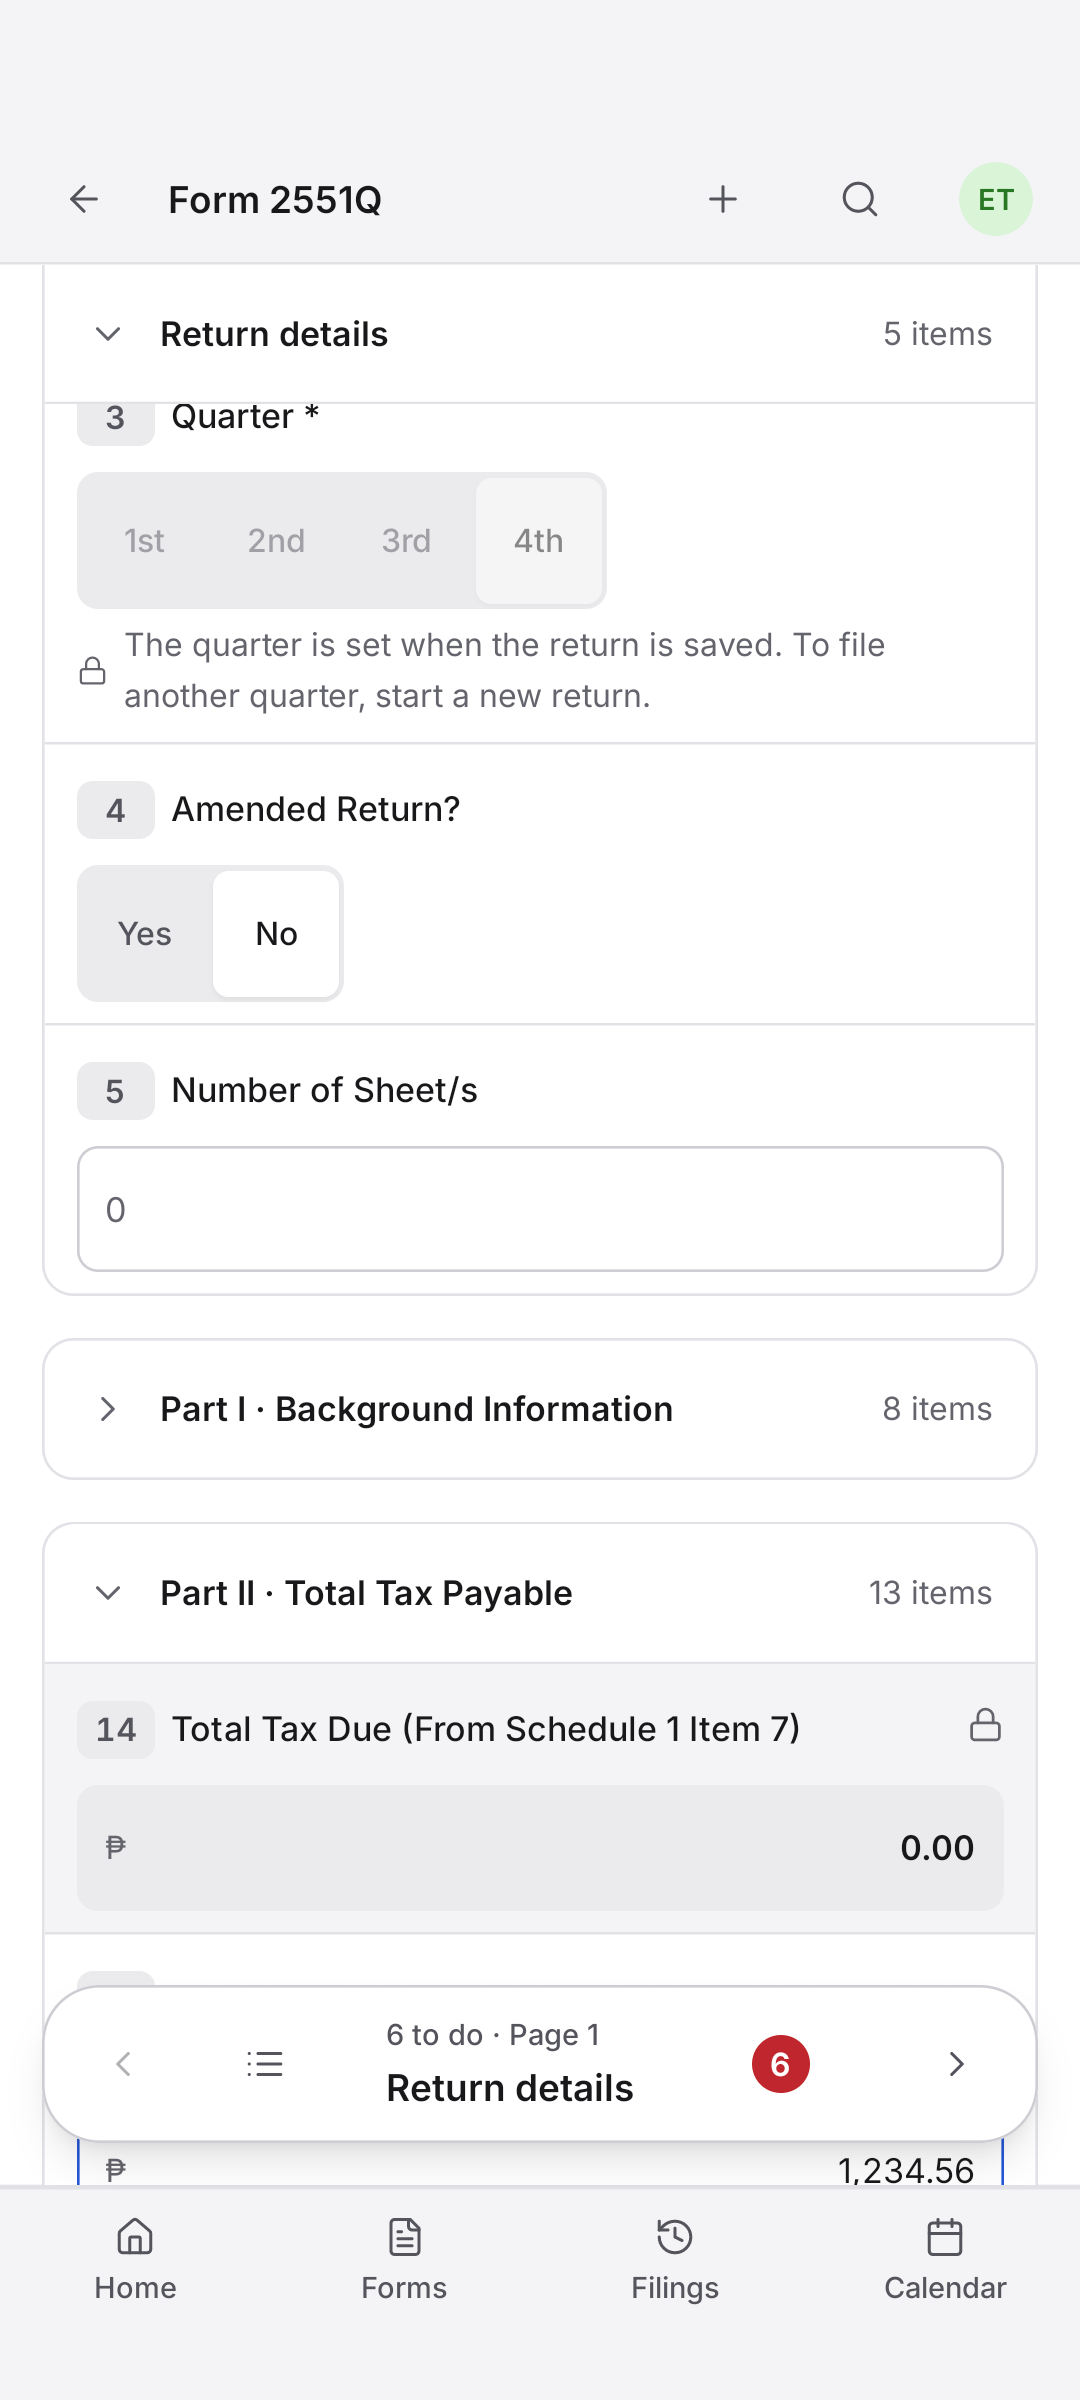 Form 2551Q
ET
Return details
5 items
3 Quarter *
1st 2nd 3rd 4th
The quarter is set when the return is saved. To file
another quarter, start a new return.
4 Amended Return?
Yes No
5 Number of Sheet/s
0
Part I · Background Information
8 items
Part II · Total Tax Payable
13 items
14 Total Tax Due (From Schedule 1 Item 7)
₱ 0.00
6 to do · Page 1
Return details
6
₱ 1,234.56
Home Forms Filings Calendar